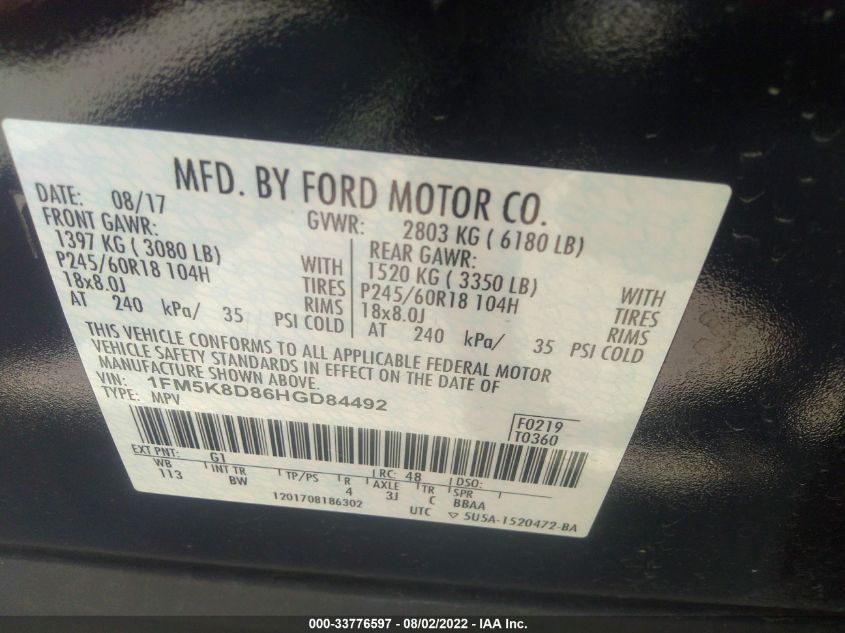 MFD. BY FORD MOTOR CO.
DATE: 08/17 GVWR: 2803 KG ( 6180 LB)
FRONT GAWR: REAR GAWR:
1397 KG ( 3080 LB) WITH 1520 KG ( 3350 LB) WITH
P245/60R18 104H TIRES P245/60R18 104H TIRES
18x8.0J RIMS 18x8.0J RIMS
AT 240 kPa/ 35 PSI COLD AT 240 kPa/ 35 PSI COLD
THIS VEHICLE CONFORMS TO ALL APPLICABLE FEDERAL MOTOR
VEHICLE SAFETY STANDARDS IN EFFECT ON THE DATE OF
MANUFACTURE SHOWN ABOVE.
VIN: 1FM5K8D86HGD84492
TYPE: MPV
F0219
T0360
EXT PNT: G1 RC: 48 DSO:
WB INT TR TP/PS R AXLE TR SPR
113 BW 4 3J C BBAA
1201708186302 UTC ▽ 5U5A-1520472-BA
000-33776597 - 08/02/2022 - IAA Inc.